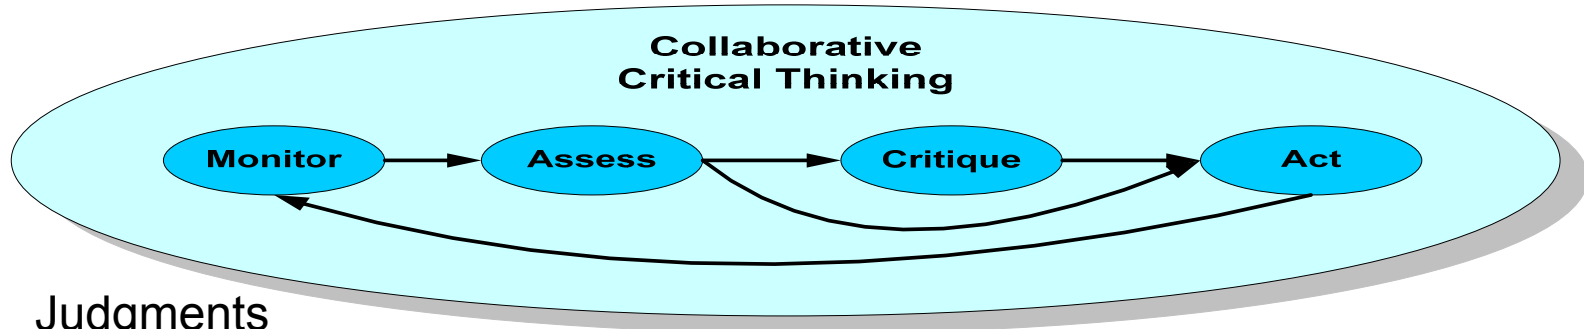 Collaborative
Critical Thinking
Monitor
Assess
Critique
Act
Judgments